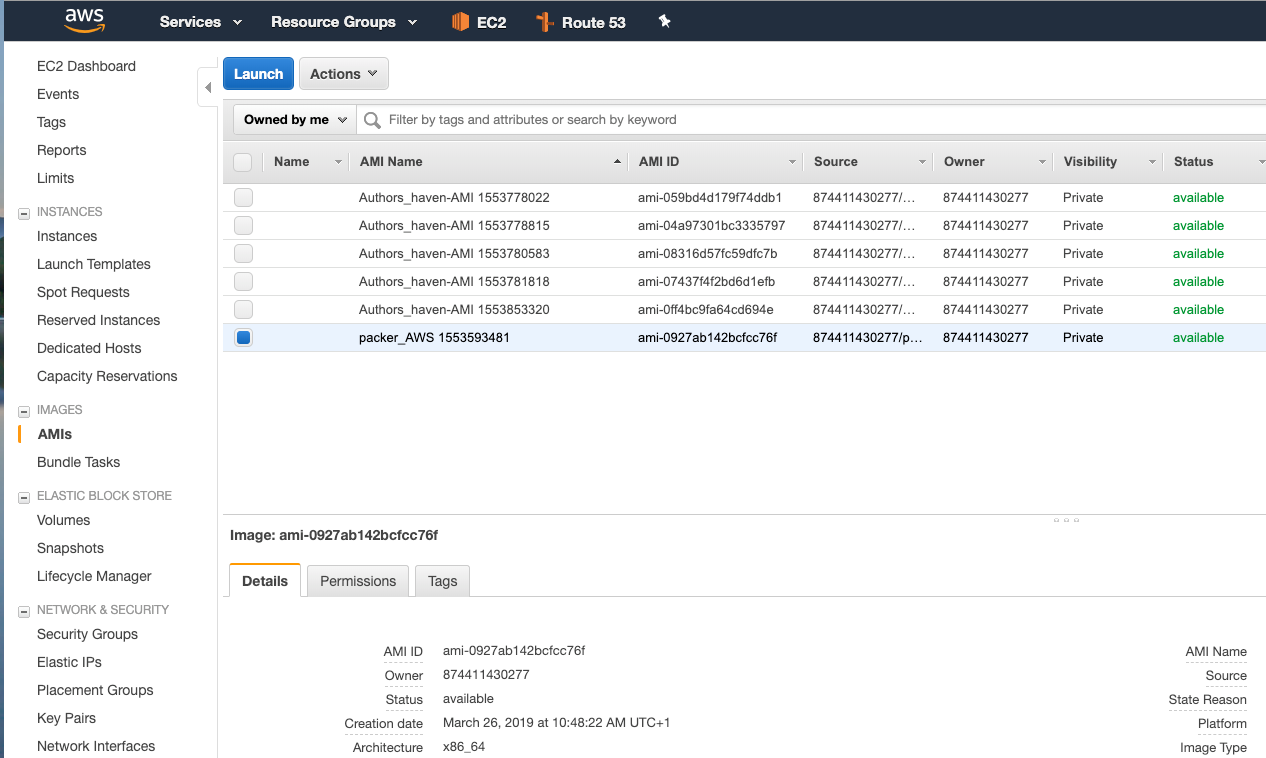 aws Services Resource Groups EC2 Route 53
EC2 Dashboard
Events
Tags
Reports
Limits
INSTANCES
Instances
Launch Templates
Spot Requests
Reserved Instances
Dedicated Hosts
Capacity Reservations
IMAGES
AMIs
Bundle Tasks
ELASTIC BLOCK STORE
Volumes
Snapshots
Lifecycle Manager
NETWORK & SECURITY
Security Groups
Elastic IPs
Placement Groups
Key Pairs
Network Interfaces
Launch Actions
Owned by me Filter by tags and attributes or search by keyword
Name AMI Name AMI ID Source Owner Visibility Status
Authors_haven-AMI 1553778022 ami-059bd4d179f74ddb1 874411430277/... 874411430277 Private available
Authors_haven-AMI 1553778815 ami-04a97301bc3335797 874411430277/... 874411430277 Private available
Authors_haven-AMI 1553780583 ami-08316d57fc59dfc7b 874411430277/... 874411430277 Private available
Authors_haven-AMI 1553781818 ami-07437f4f2bd6d1efb 874411430277/... 874411430277 Private available
Authors_haven-AMI 1553853320 ami-0ff4bc9fa64cd694e 874411430277/... 874411430277 Private available
packer_AWS 1553593481 ami-0927ab142bcfcc76f 874411430277/p... 874411430277 Private available
Image: ami-0927ab142bcfcc76f
Details Permissions Tags
AMI ID ami-0927ab142bcfcc76f AMI Name
Owner 874411430277 Source
Status available State Reason
Creation date March 26, 2019 at 10:48:22 AM UTC+1 Platform
Architecture x86_64 Image Type